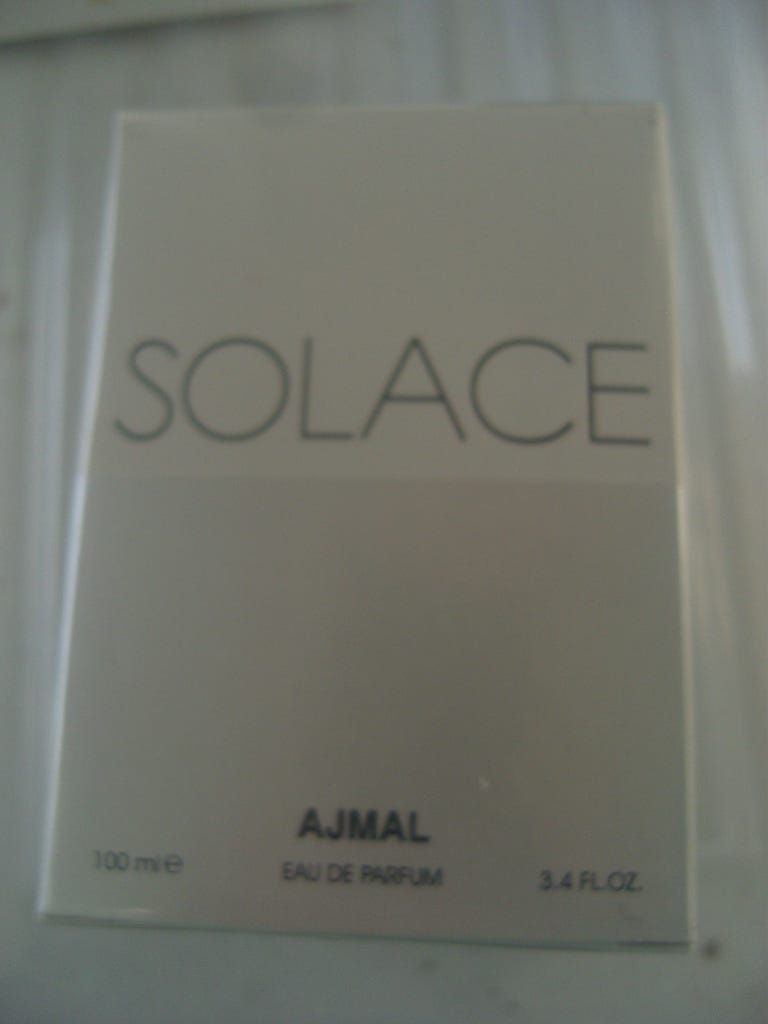 SOLACE
AJMAL
100 ml e EAU DE PARFUM 3.4 FL.OZ.